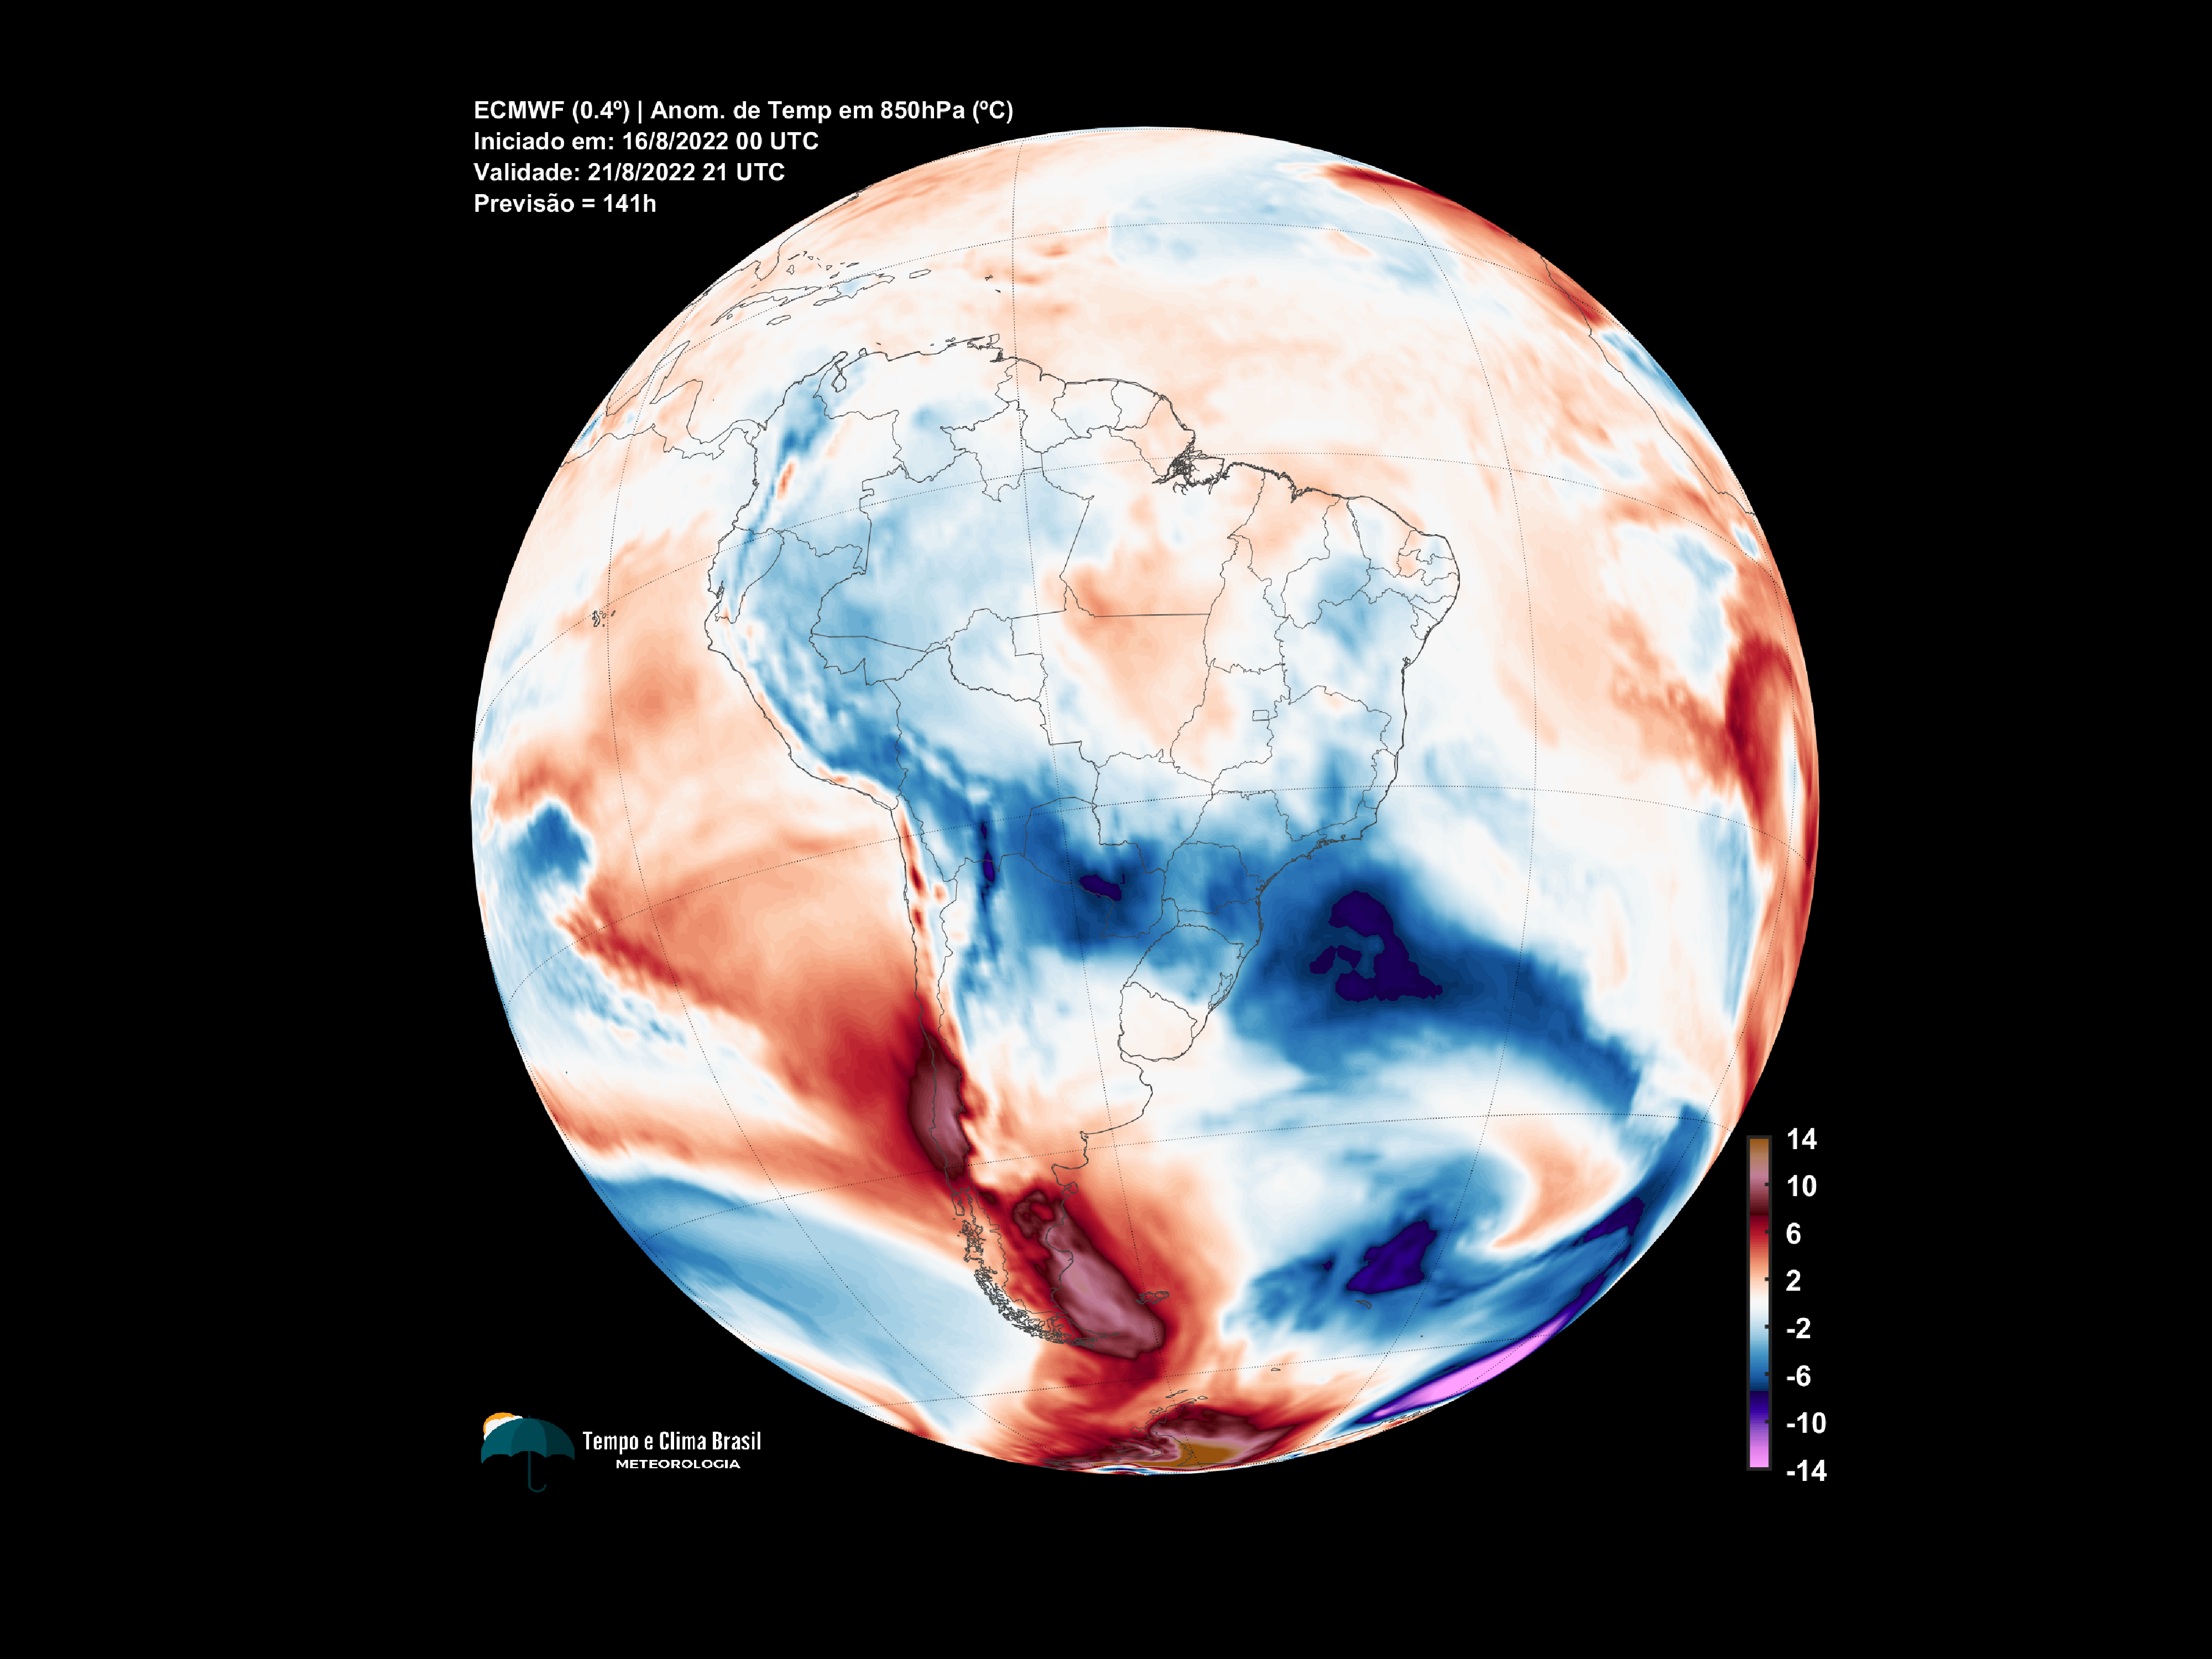 ECMWF (0.4º) | Anom. de Temp em 850hPa (ºC)
Iniciado em: 16/8/2022 00 UTC
Validade: 21/8/2022 21 UTC
Previsão = 141h
14
10
6
2
-2
-6
-10
-14
Tempo e Clima Brasil
METEOROLOGIA